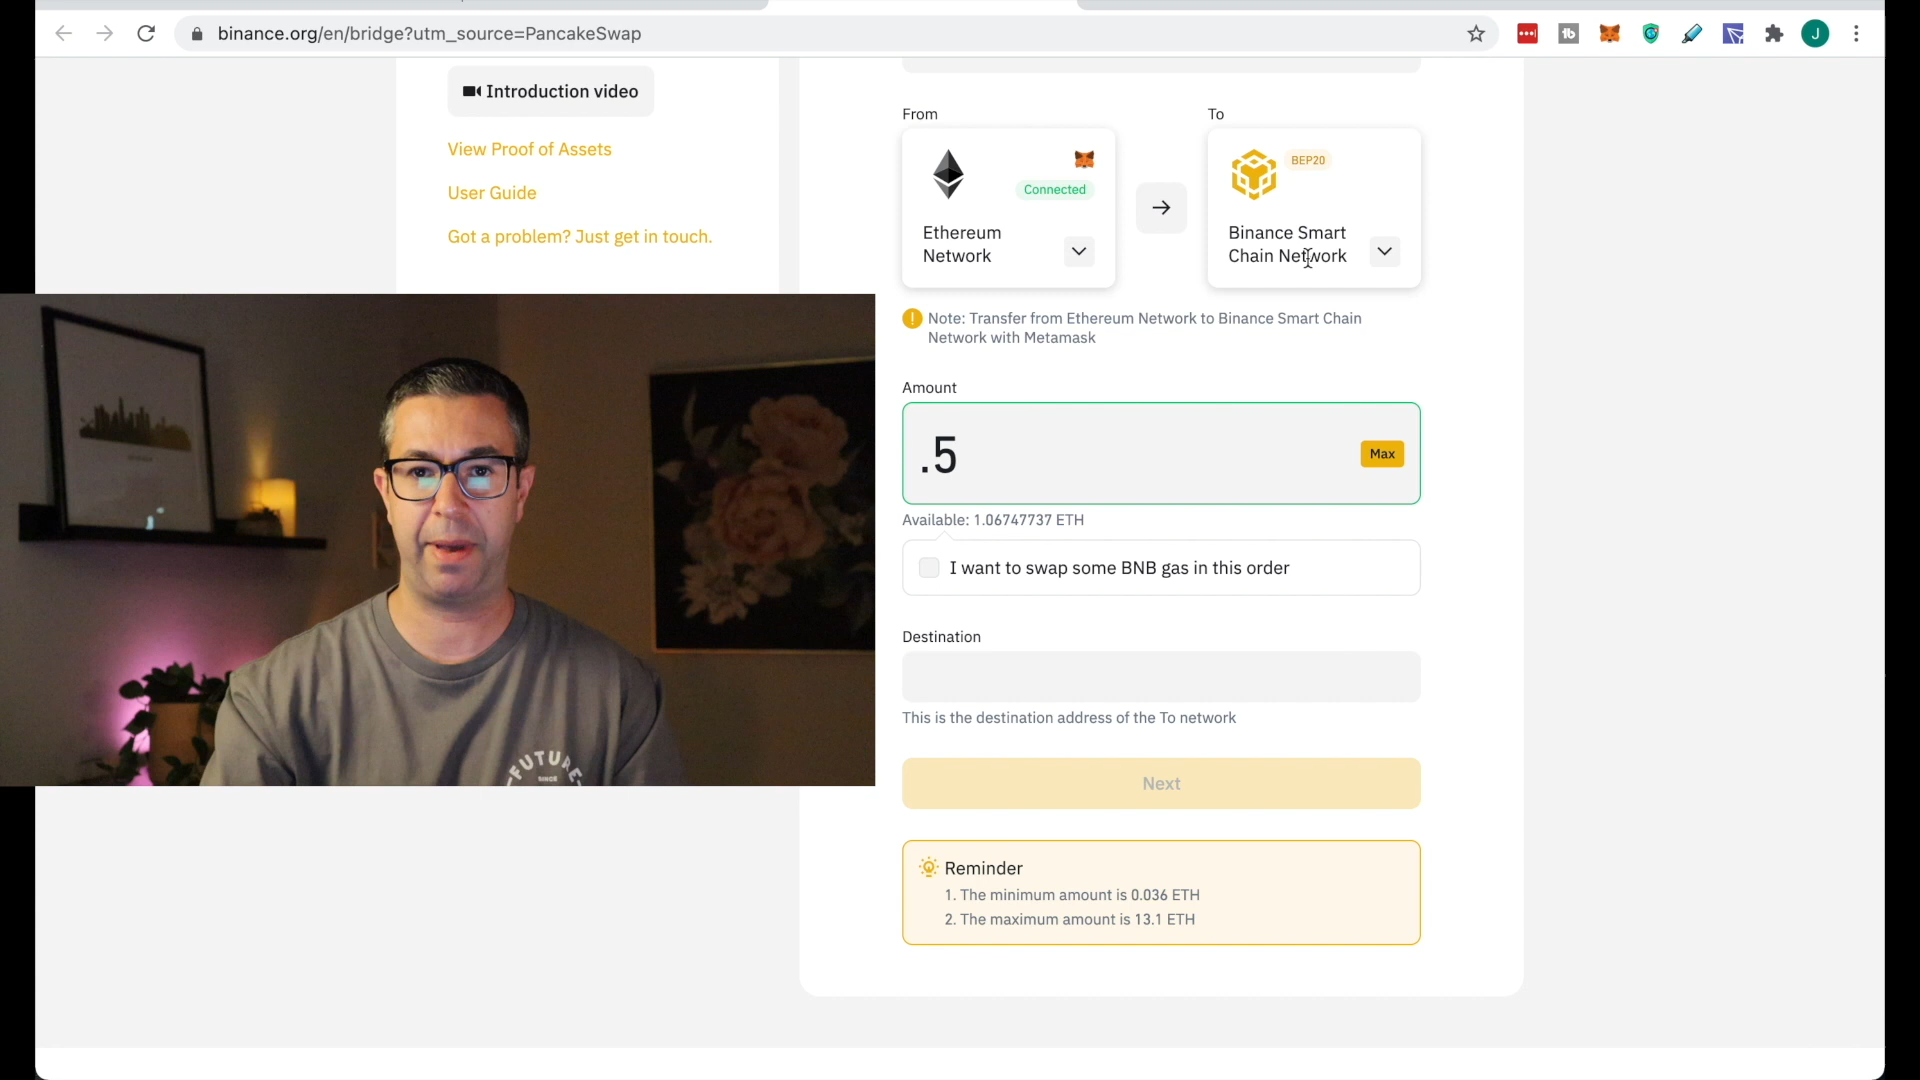 binance.org/en/bridge?utm_source=PancakeSwap
J
Introduction video
View Proof of Assets
User Guide
Got a problem? Just get in touch.
From
To
Connected
Ethereum
Network
BEP20
Binance Smart
Chain Network
Note: Transfer from Ethereum Network to Binance Smart Chain
Network with Metamask
Amount
.5
Max
Available: 1.06747737 ETH
I want to swap some BNB gas in this order
Destination
This is the destination address of the To network
Next
Reminder
1. The minimum amount is 0.036 ETH
2. The maximum amount is 13.1 ETH
-FUTURE-
SINCE